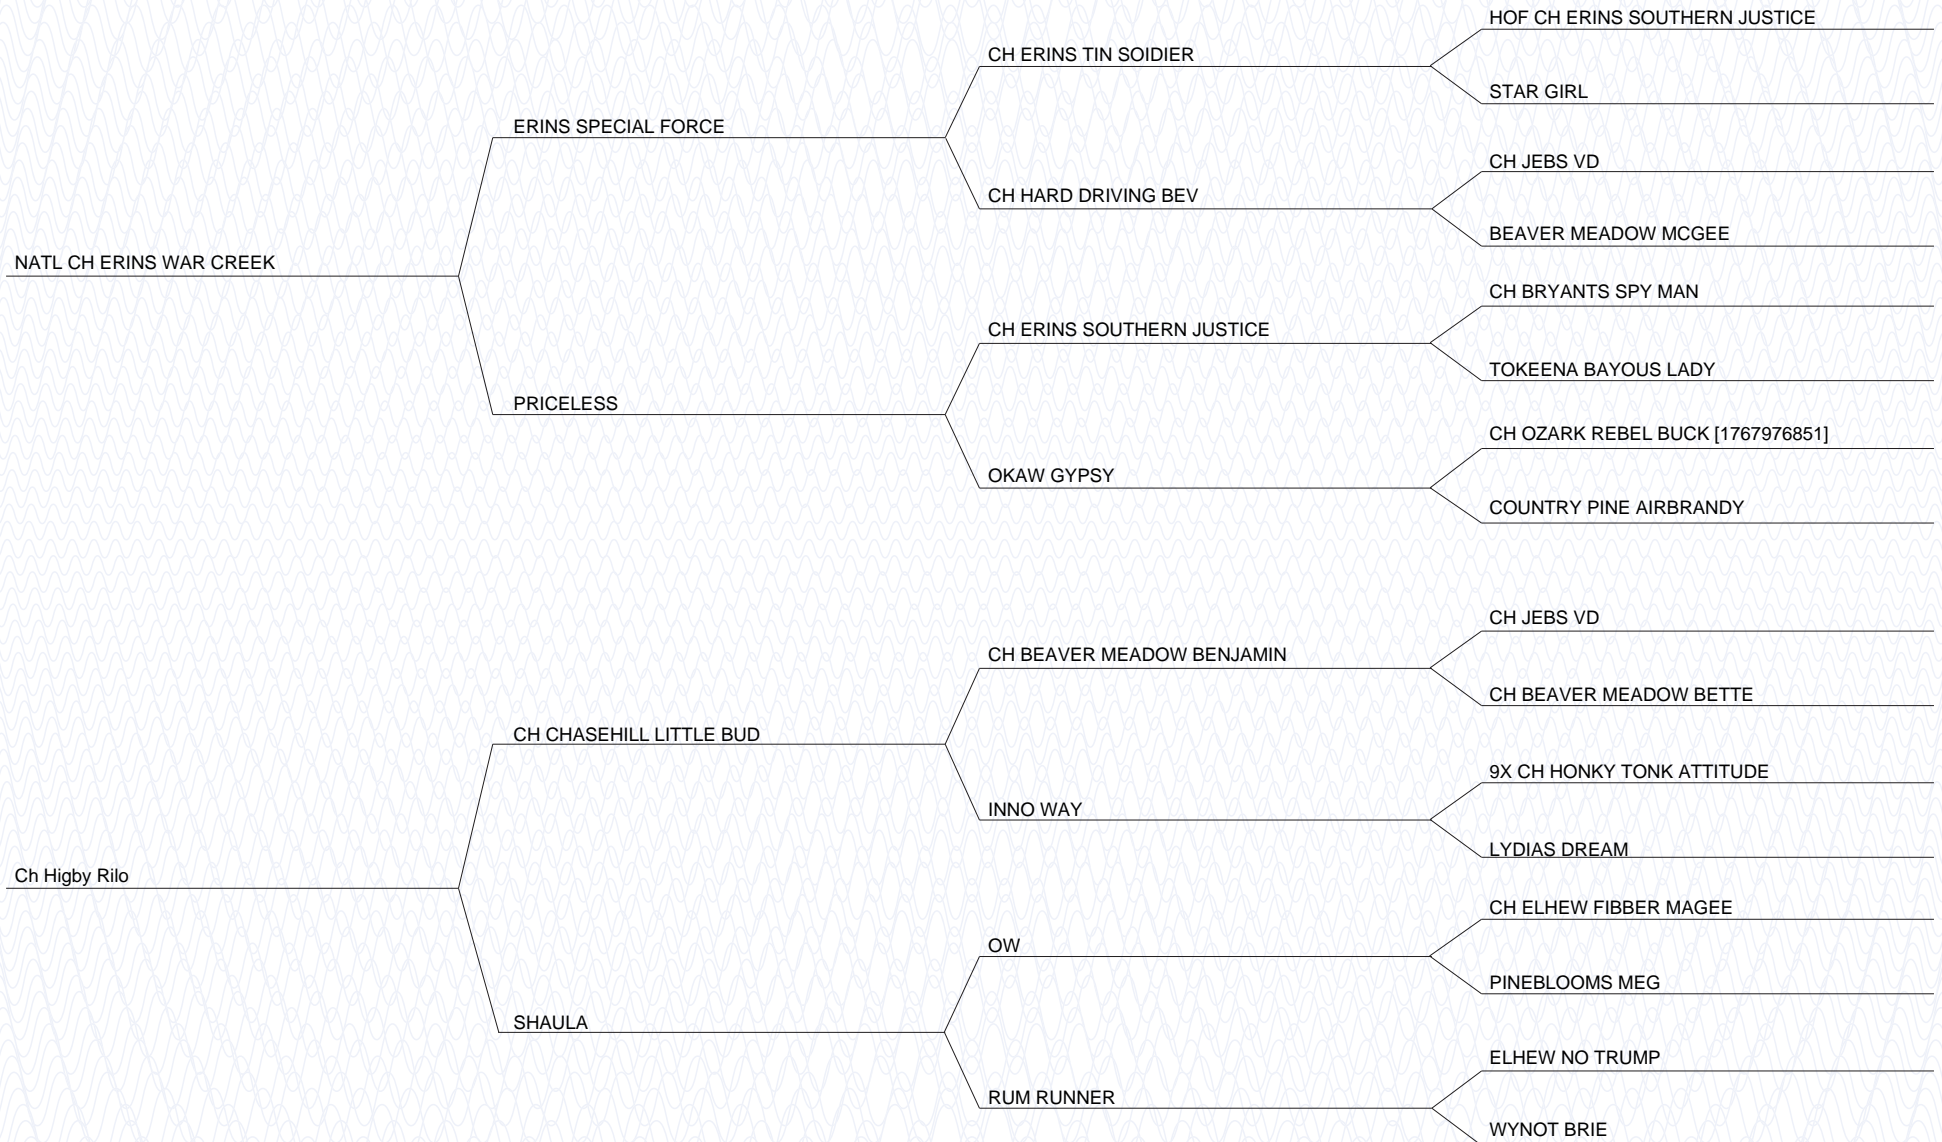 HOF CH ERINS SOUTHERN JUSTICE
CH ERINS TIN SOIDIER
STAR GIRL
ERINS SPECIAL FORCE
CH JEBS VD
CH HARD DRIVING BEV
BEAVER MEADOW MCGEE
NATL CH ERINS WAR CREEK
CH BRYANTS SPY MAN
CH ERINS SOUTHERN JUSTICE
TOKEENA BAYOUS LADY
PRICELESS
CH OZARK REBEL BUCK [1767976851]
OKAW GYPSY
COUNTRY PINE AIRBRANDY
CH JEBS VD
CH BEAVER MEADOW BENJAMIN
CH BEAVER MEADOW BETTE
CH CHASEHILL LITTLE BUD
9X CH HONKY TONK ATTITUDE
INNO WAY
LYDIAS DREAM
Ch Higby Rilo
CH ELHEW FIBBER MAGEE
OW
PINEBLOOMS MEG
SHAULA
ELHEW NO TRUMP
RUM RUNNER
WYNOT BRIE